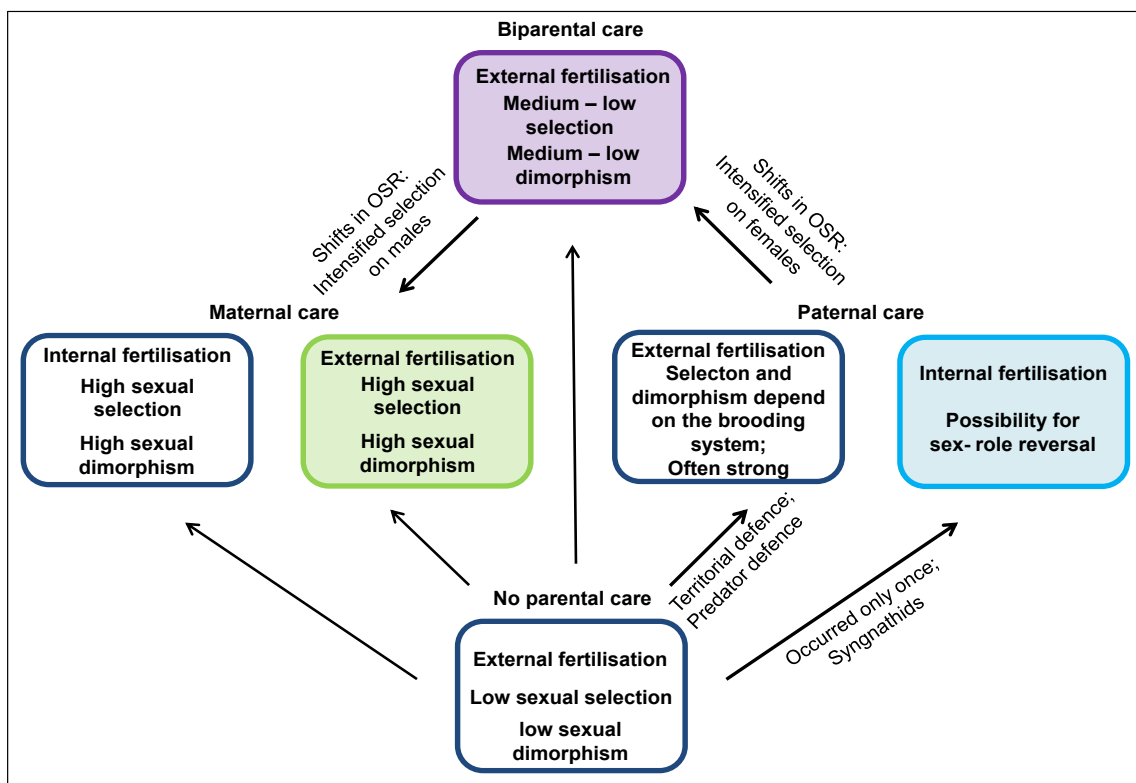 Biparental care
External fertilisation
Medium – low
selection
Medium – low
dimorphism
Shifts in OSR:
Intensified selection
on males
Shifts in OSR:
Intensified selection
on females
Maternal care
Internal fertilisation
High sexual
selection
High sexual
dimorphism
External fertilisation
High sexual
selection
High sexual
dimorphism
Paternal care
External fertilisation
Selecton and
dimorphism depend
on the brooding
system;
Often strong
Internal fertilisation
Possibility for
sex- role reversal
Territorial defence;
Predator defence
Occurred only once;
Syngnathids
No parental care
External fertilisation
Low sexual selection
low sexual
dimorphism